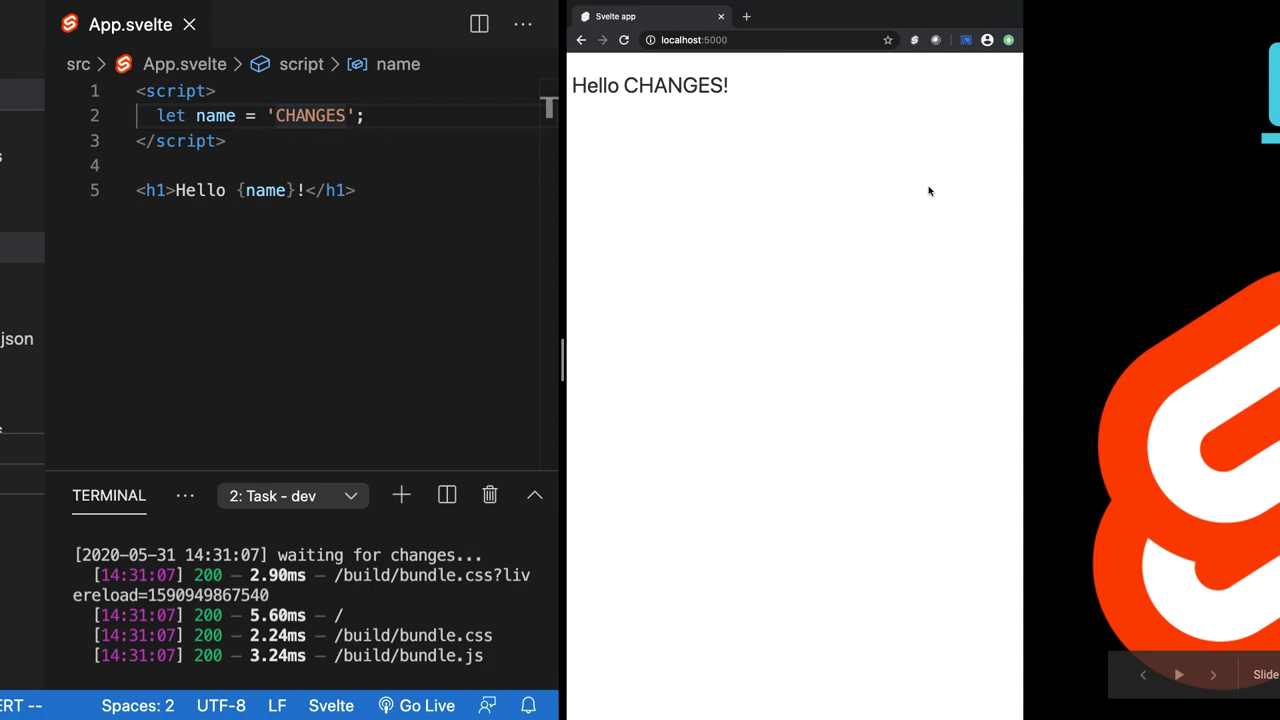 App.svelte
src > App.svelte > script > name
1 <script>
2 let name = 'CHANGES';
3 </script>
4
5 <h1>Hello {name}!</h1>
json
TERMINAL ... 2: Task - dev
[2020-05-31 14:31:07] waiting for changes...
[14:31:07] 200 — 2.90ms — /build/bundle.css?liv
ereload=1590949867540
[14:31:07] 200 — 5.60ms — /
[14:31:07] 200 — 2.24ms — /build/bundle.css
[14:31:07] 200 — 3.24ms — /build/bundle.js
ERT -- Spaces: 2 UTF-8 LF Svelte Go Live
Svelte app
localhost:5000
Hello CHANGES!
Slide